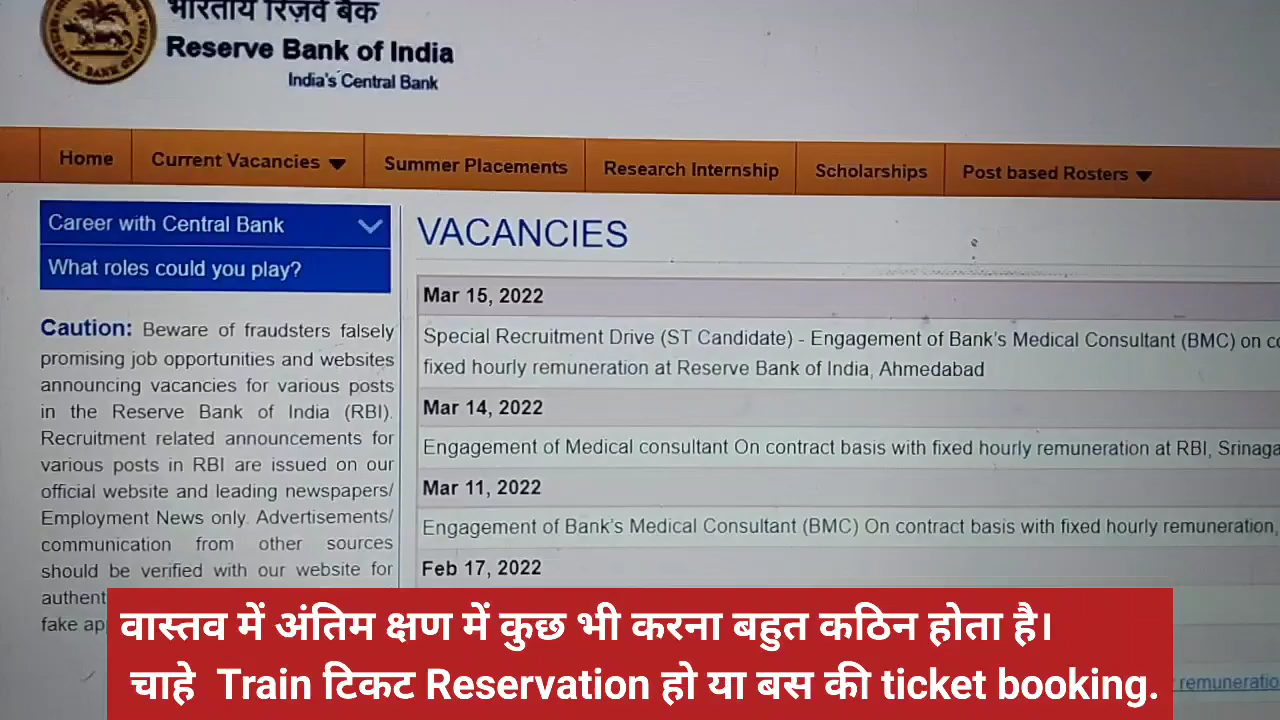 भारतीय रिज़र्व बैंक
Reserve Bank of India
India's Central Bank
Home
Current Vacancies
Summer Placements
Research Internship
Scholarships
Post based Rosters
Career with Central Bank
What roles could you play?
Caution: Beware of fraudsters falsely
promising job opportunities and websites
announcing vacancies for various posts
in the Reserve Bank of India (RBI).
Recruitment related announcements for
various posts in RBI are issued on our
official website and leading newspapers/
Employment News only. Advertisements/
communication from other sources
should be verified with our website for
VACANCIES
Mar 15, 2022
Special Recruitment Drive (ST Candidate) - Engagement of Bank's Medical Consultant (BMC) on
fixed hourly remuneration at Reserve Bank of India, Ahmedabad
Mar 14, 2022
Engagement of Medical consultant On contract basis with fixed hourly remuneration at RBI,
Mar 11, 2022
Engagement of Bank's Medical Consultant (BMC) On contract basis with fixed hourly remuneration,
Feb 17, 2022
वास्तव में अंतिम क्षण में कुछ भी करना बहुत कठिन होता है।
चाहे Train टिकट Reservation हो या बस की ticket booking.